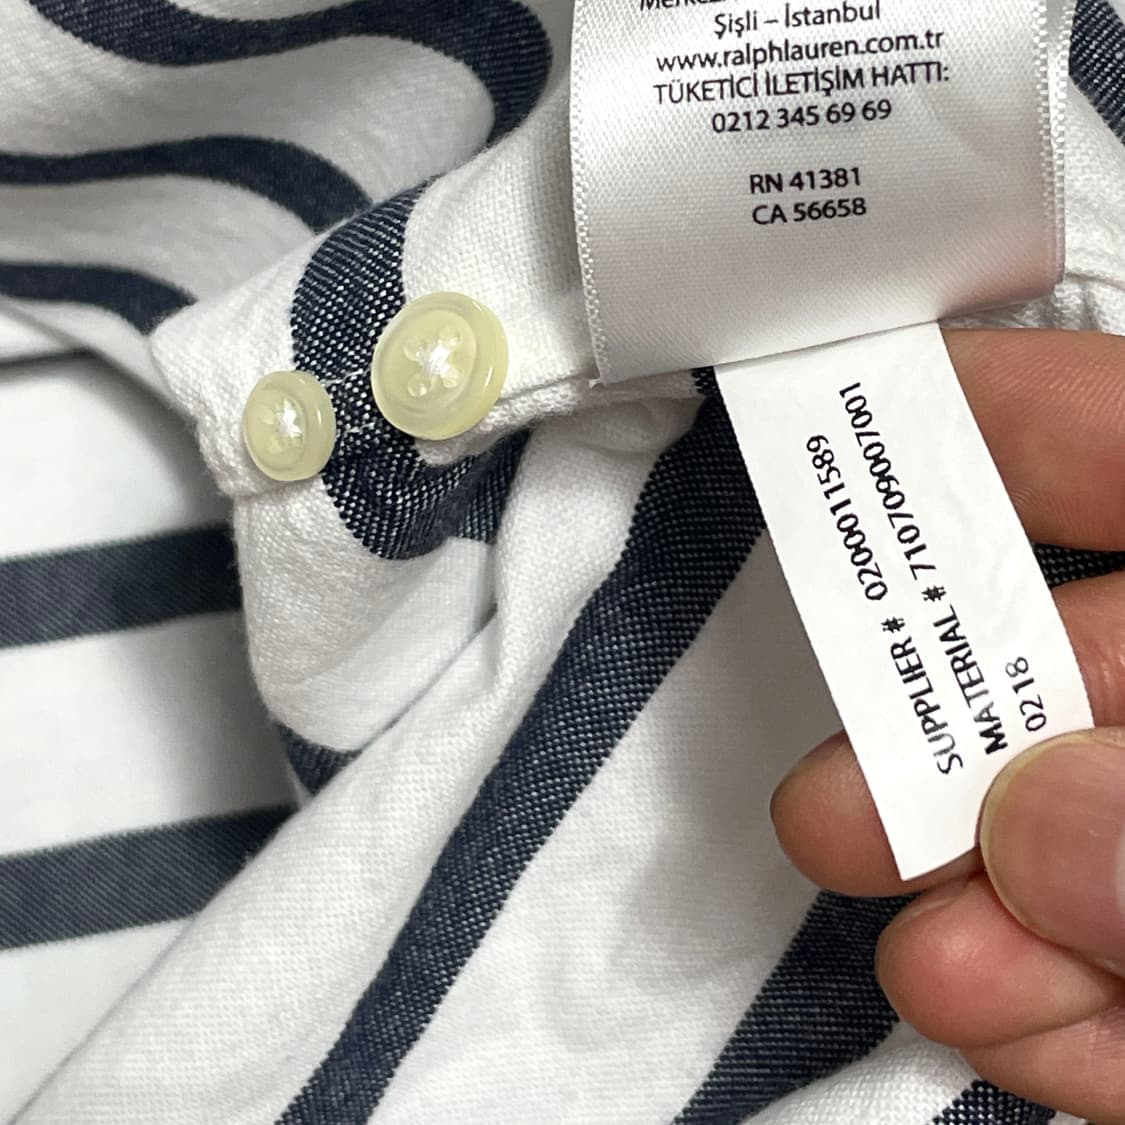 Şişli – İstanbul
www.ralphlauren.com.tr
TÜKETİCİ İLETİŞİM HATTI:
0212 345 69 69
RN 41381
CA 56658
SUPPLIER # 0200011589
MATERIAL # 710709007001
0218